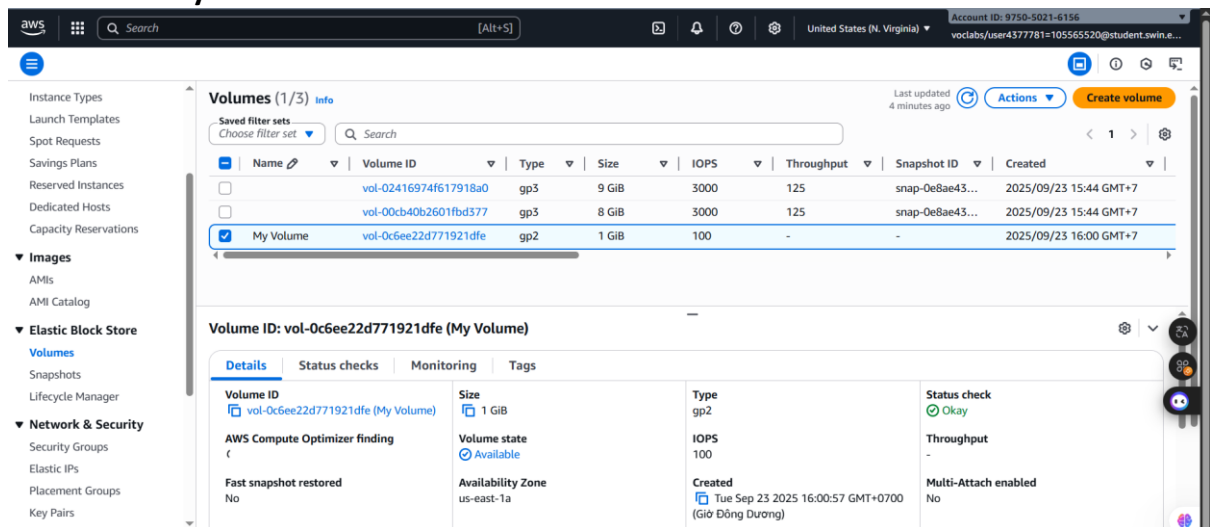 aws
Search
[Alt+S]
United States (N. Virginia) ▼
Account ID: 9750-5021-6156
voclabs/user4377781=105565520@student.swin.e...
Instance Types
Launch Templates
Spot Requests
Savings Plans
Reserved Instances
Dedicated Hosts
Capacity Reservations
▼ Images
AMIs
AMI Catalog
▼ Elastic Block Store
Volumes
Snapshots
Lifecycle Manager
▼ Network & Security
Security Groups
Elastic IPs
Placement Groups
Key Pairs
Volumes (1/3) Info
Last updated
4 minutes ago
Actions ▼
Create volume
Saved filter sets
Choose filter set ▼
Search
< 1 >
Name | Volume ID | Type | Size | IOPS | Throughput | Snapshot ID | Created
vol-02416974f617918a0 gp3 9 GiB 3000 125 snap-0e8ae43... 2025/09/23 15:44 GMT+7
vol-00cb40b2601fbd377 gp3 8 GiB 3000 125 snap-0e8ae43... 2025/09/23 15:44 GMT+7
My Volume vol-0c6ee22d771921dfe gp2 1 GiB 100 - - 2025/09/23 16:00 GMT+7
Volume ID: vol-0c6ee22d771921dfe (My Volume)
Details | Status checks | Monitoring | Tags
Volume ID
vol-0c6ee22d771921dfe (My Volume)
Size
1 GiB
Type
gp2
Status check
Okay
AWS Compute Optimizer finding
Volume state
Available
IOPS
100
Throughput
-
Fast snapshot restored
No
Availability Zone
us-east-1a
Created
Tue Sep 23 2025 16:00:57 GMT+0700
(Giờ Đông Dương)
Multi-Attach enabled
No